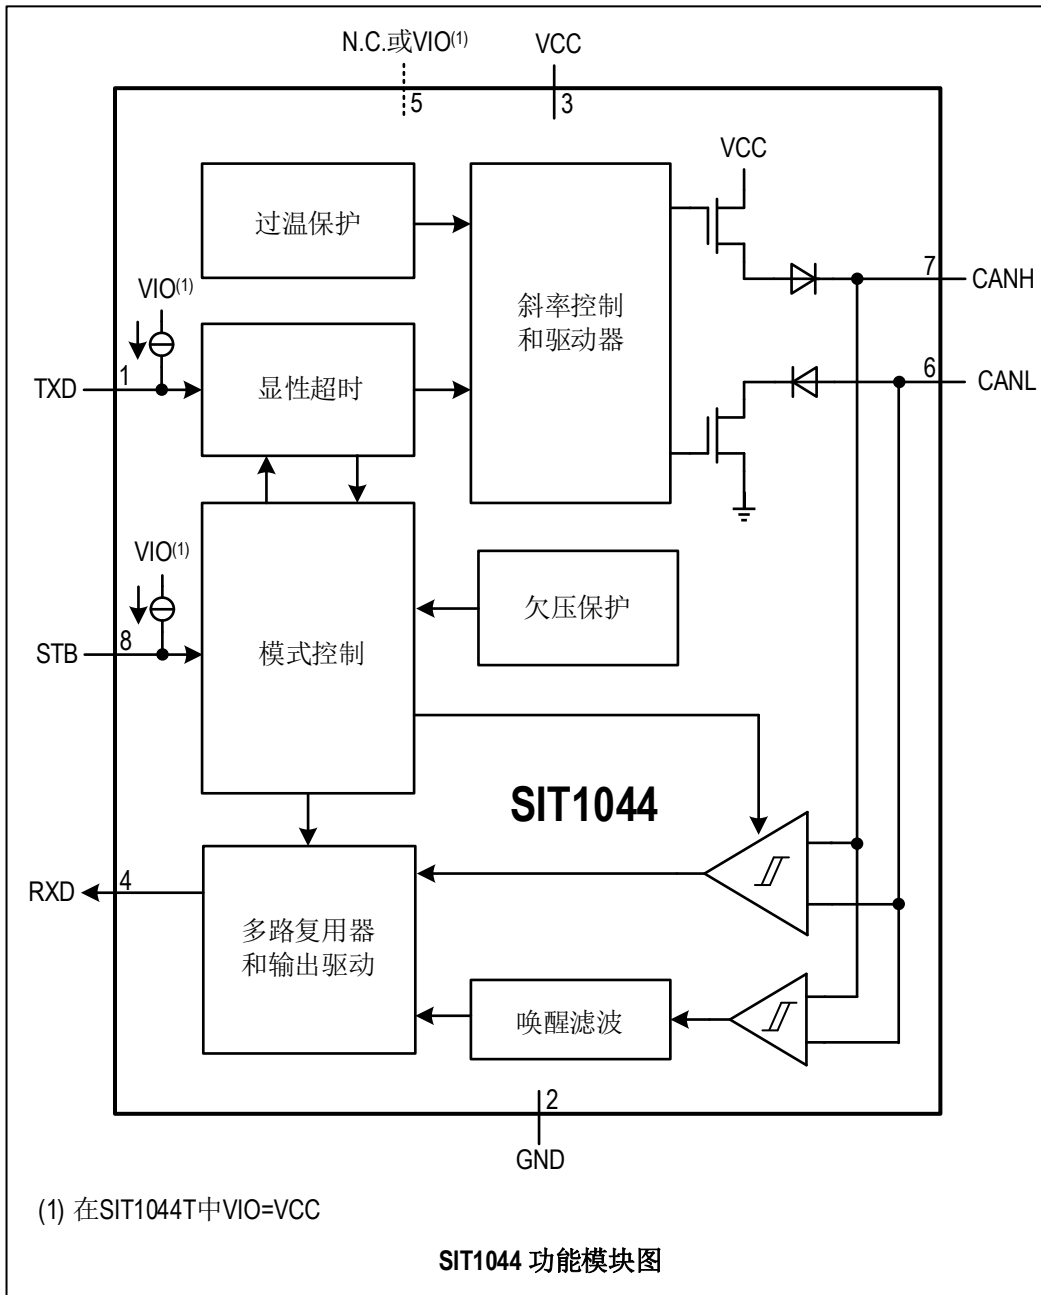 N.C.或VIO(1)
VCC
5
3
VCC
过温保护
斜率控制
和驱动器
7
CANH
VIO(1)
显性超时
TXD
1
6
CANL
VIO(1)
欠压保护
STB
8
模式控制
SIT1044
RXD
4
多路复用器
和输出驱动
唤醒滤波
2
GND
(1) 在SIT1044T中VIO=VCC
SIT1044 功能模块图